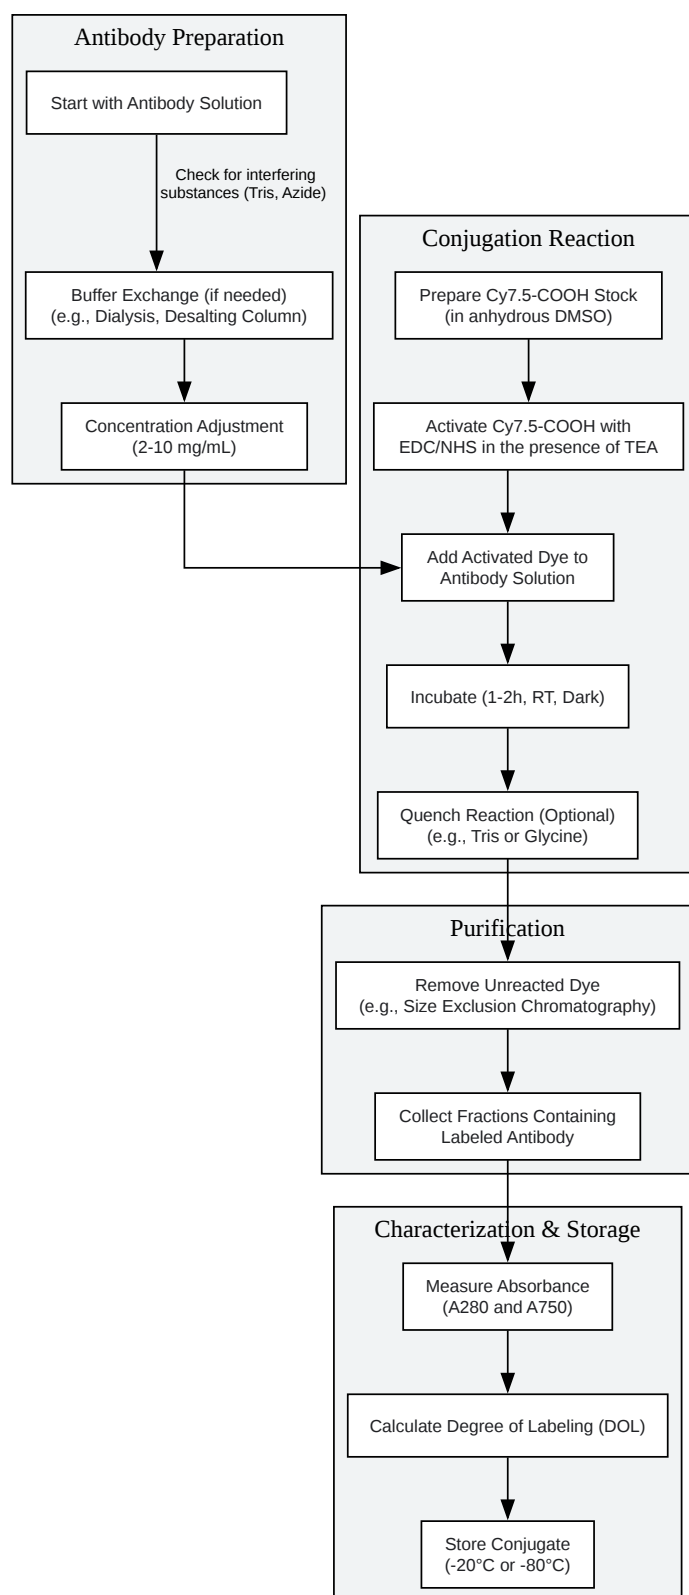 Antibody Preparation
Start with Antibody Solution
Check for interfering
substances (Tris, Azide)
Buffer Exchange (if needed)
(e.g., Dialysis, Desalting Column)
Concentration Adjustment
(2-10 mg/mL)
Conjugation Reaction
Prepare Cy7.5-COOH Stock
(in anhydrous DMSO)
Activate Cy7.5-COOH with
EDC/NHS in the presence of TEA
Add Activated Dye to
Antibody Solution
Incubate (1-2h, RT, Dark)
Quench Reaction (Optional)
(e.g., Tris or Glycine)
Purification
Remove Unreacted Dye
(e.g., Size Exclusion Chromatography)
Collect Fractions Containing
Labeled Antibody
Characterization & Storage
Measure Absorbance
(A280 and A750)
Calculate Degree of Labeling (DOL)
Store Conjugate
(-20°C or -80°C)